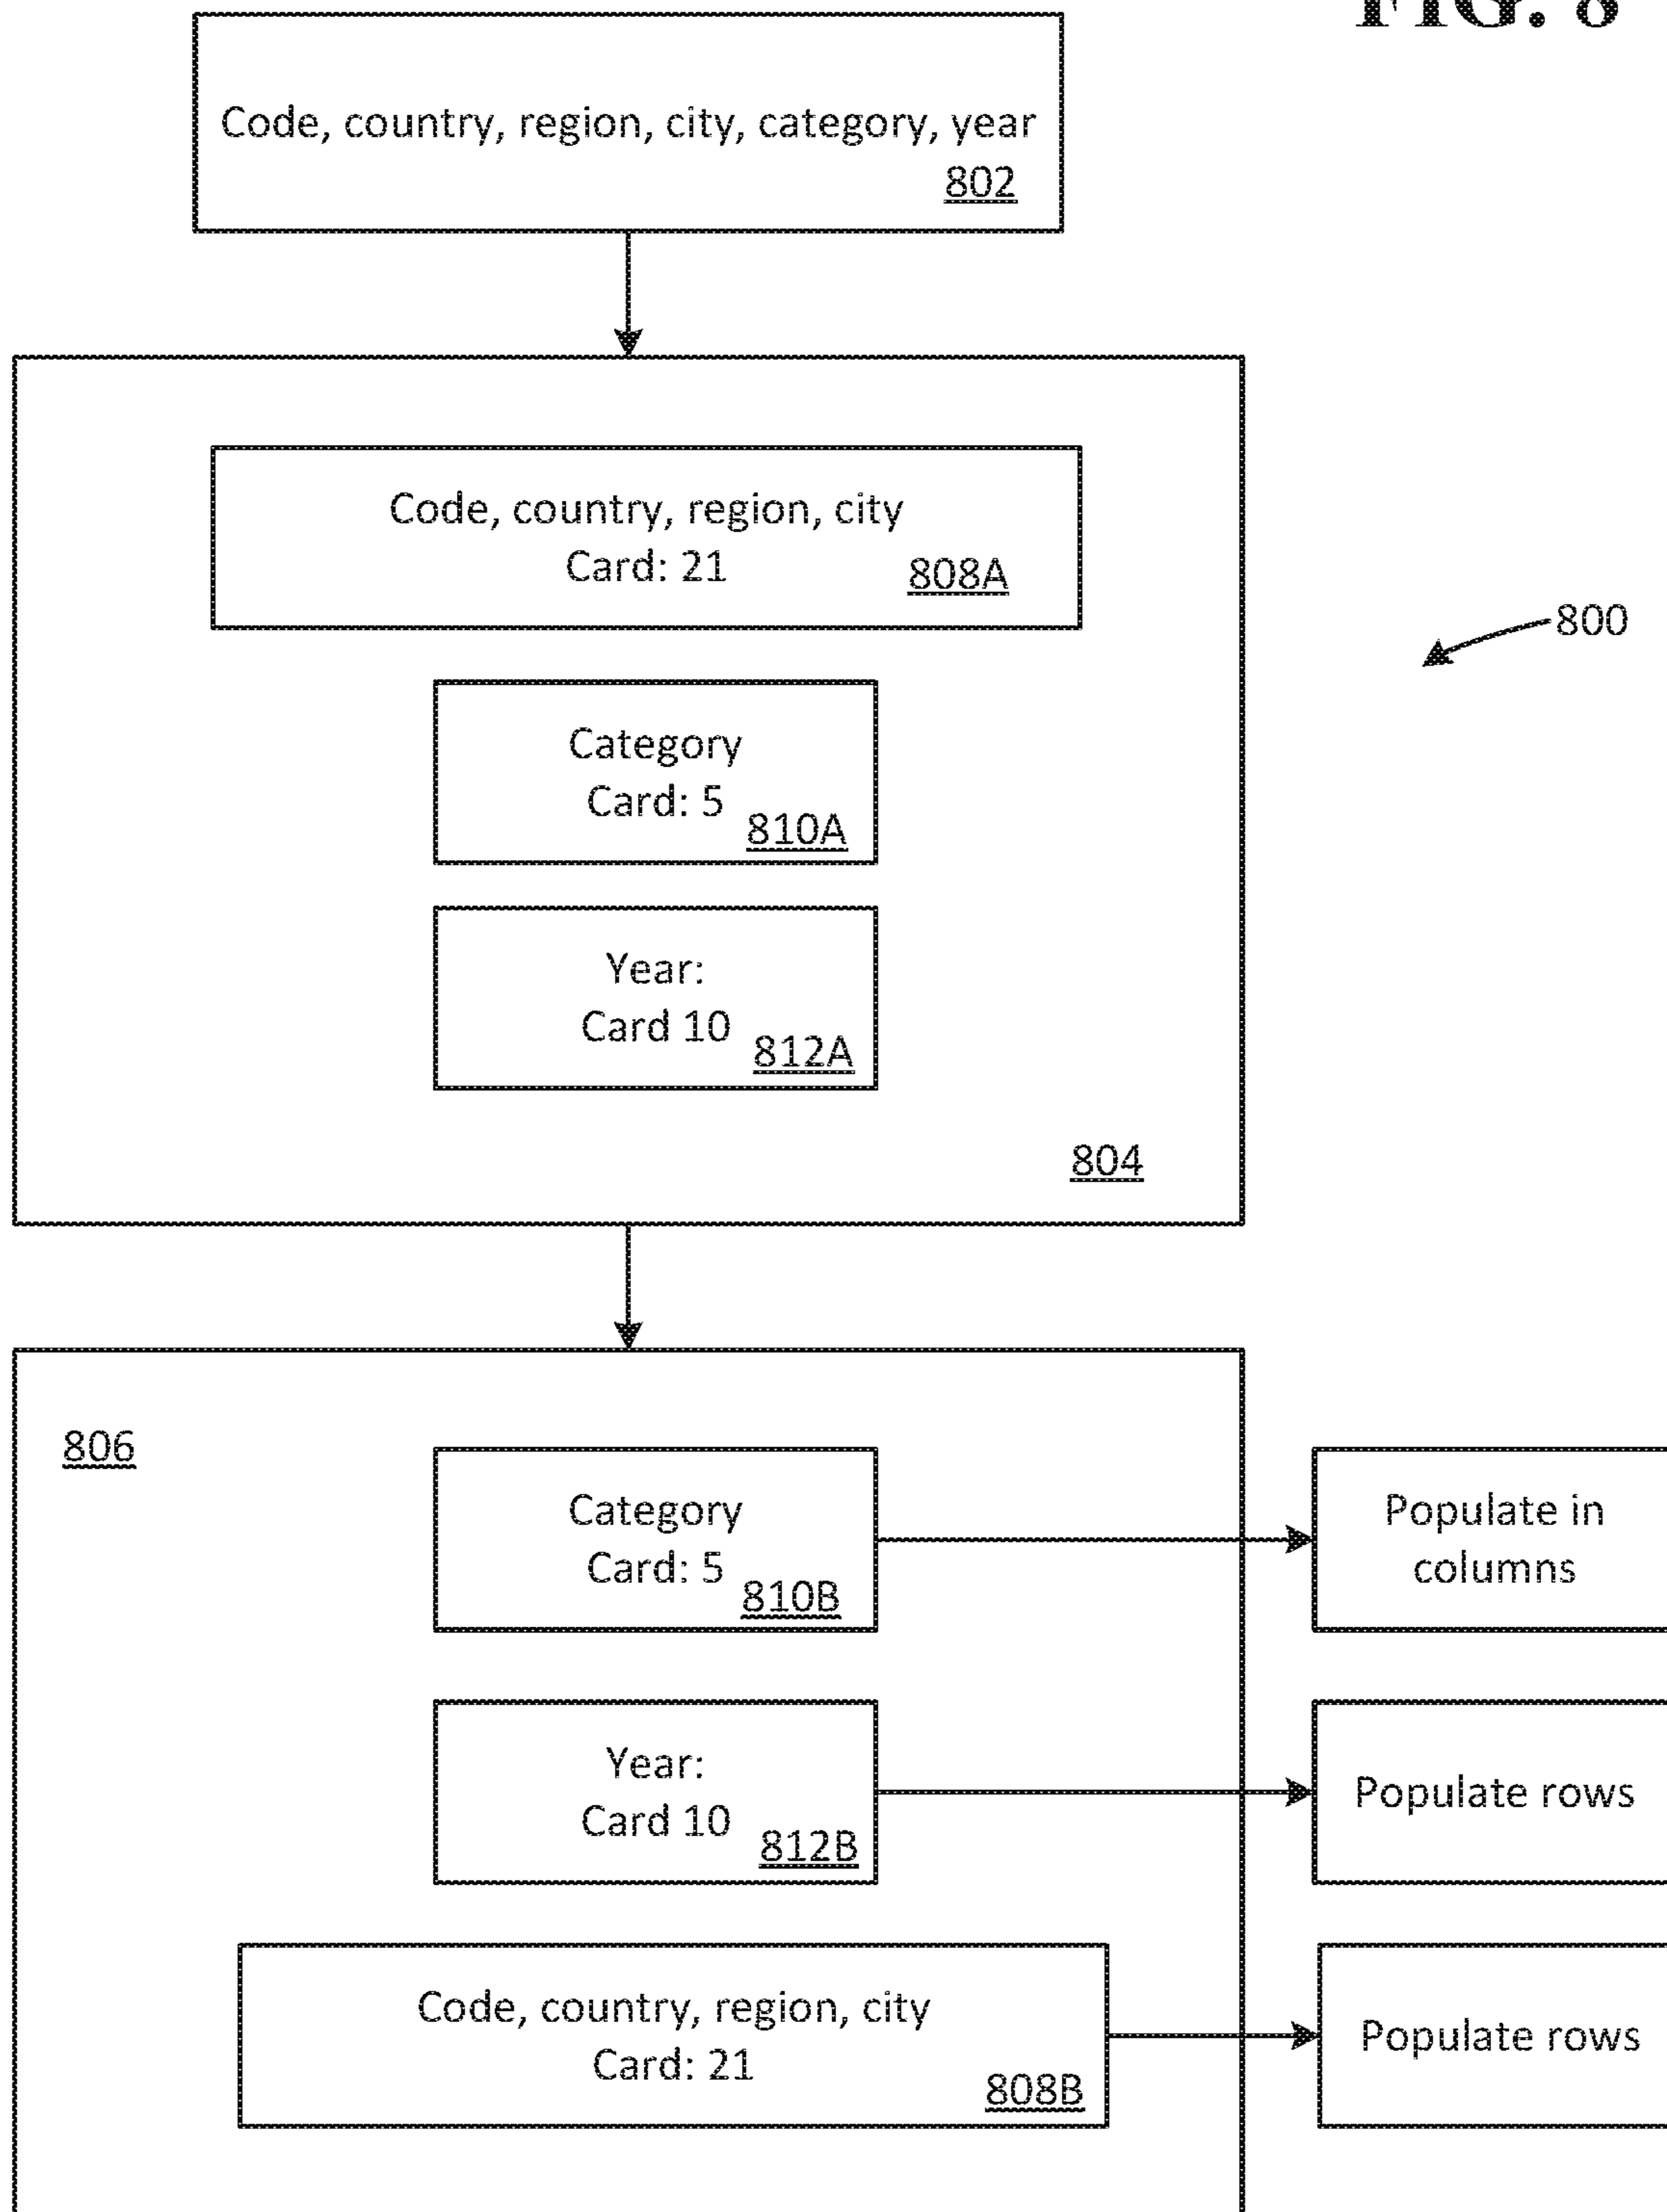 FIG. 8
Code, country, region, city, category, year
802
Code, country, region, city
Card: 21
808A
800
Category
Card: 5
810A
Year:
Card 10
812A
804
806
Category
Card: 5
810B
Populate in
columns
Year:
Card 10
812B
Populate rows
Code, country, region, city
Card: 21
808B
Populate rows